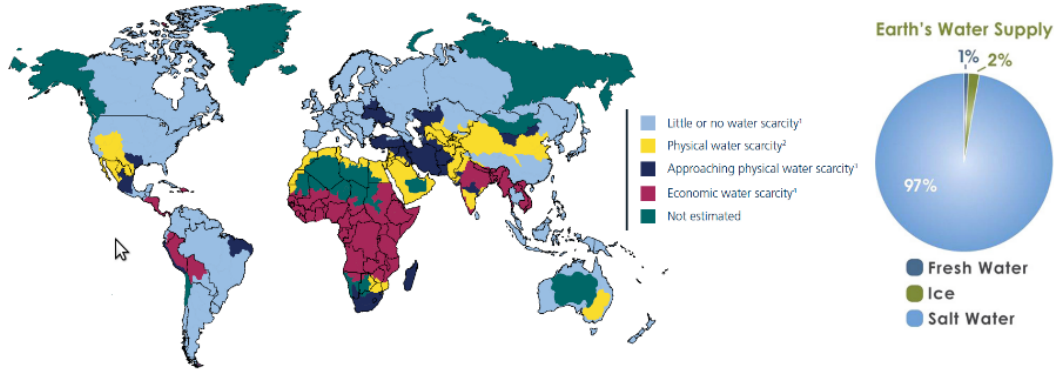 Little or no water scarcity¹
Physical water scarcity²
Approaching physical water scarcity³
Economic water scarcity⁴
Not estimated
Earth's Water Supply
1%
2%
97%
Fresh Water
Ice
Salt Water